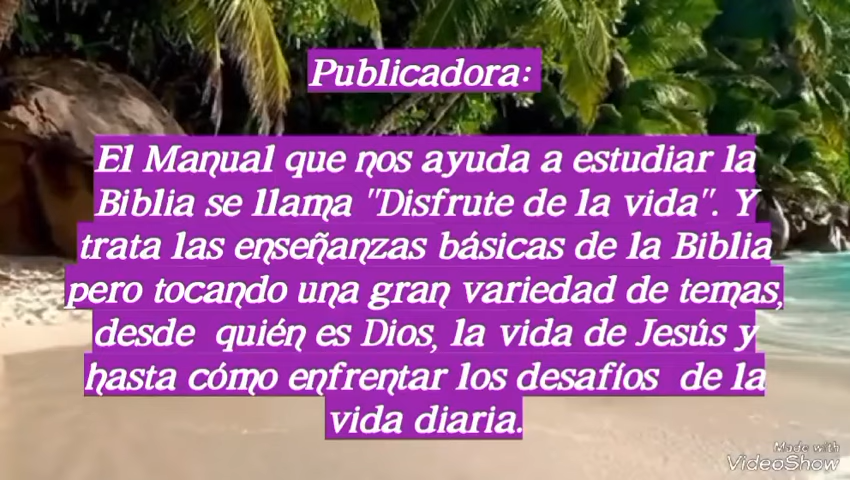 Publicadora:
El Manual que nos ayuda a estudiar la
Biblia se llama "Disfrute de la vida". Y
trata las enseñanzas básicas de la Biblia
pero tocando una gran variedad de temas,
desde quién es Dios, la vida de Jesús y
hasta cómo enfrentar los desafíos de la
vida diaria.
Made with
VideoShow